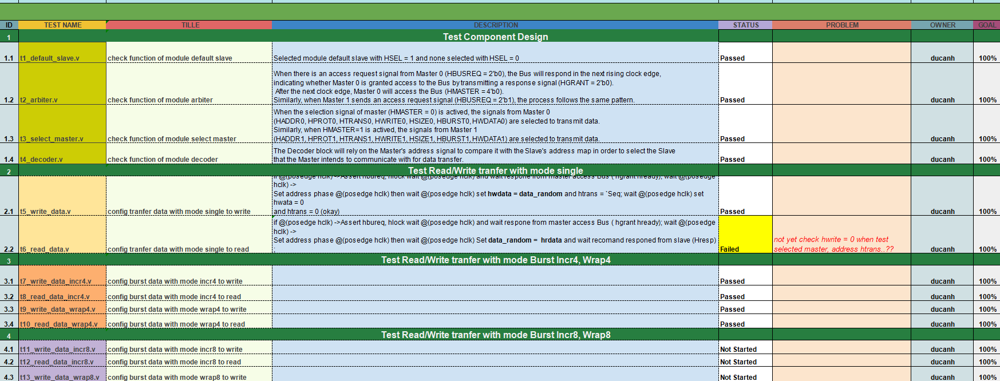 ID TEST NAME TILLE DESCRIPTION STATUS PROBLEM OWNER GOAL
1 Test Component Design
1.1 t1_default_slave.v check function of module default slave Selected module default slave with HSEL = 1 and none selected with HSEL = 0 Passed ducanh 100%
When there is an access request signal from Master 0 (HBUSREQ = 2'b0), the Bus will respond in the next rising clock edge,
indicating whether Master 0 is granted access to the Bus by transmitting a response signal (HGRANT = 2'b0).
After the next clock edge, Master 0 will access the Bus (HMASTER = 4'b0).
1.2 t2_arbiter.v check function of module arbiter Similarly, when Master 1 sends an access request signal (HBUSREQ = 2'b1), the process follows the same pattern. Passed ducanh 100%
When the selection signal of master (HMASTER = 0) is actived, the signals from Master 0
(HADDR0, HPROT0, HTRANS0, HWRITE0, HSIZE0, HBURST0, HWDATA0) are selected to transmit data.
Similarly, when HMASTER=1 is actived, the signals from Master 1
1.3 t3_select_master.v check function of module select master (HADDR1, HPROT1, HTRANS1, HWRITE1, HSIZE1, HBURST1, HWDATA1) are selected to transmit data. Passed ducanh 100%
The Decoder block will rely on the Master's address signal to compare it with the Slave's address map in order to select the Slave
1.4 t4_decoder.v check function of module decoder that the Master intends to communicate with for data transfer. Passed ducanh 100%
2 Test Read/Write tranfer with mode single
if @(posedge hclk) ->Assert hbureq, hlock wait @(posedge hclk) and wait respone from master access Bus ( hgrant hready); wait @(posedge
hclk) ->
Set address phase @(posedge hclk) then wait @(posedge hclk) set hwdata = data_random and htrans = `Seq; wait @(posedge hclk) set
hwata = 0
2.1 t5_write_data.v config tranfer data with mode single to write and htrans = 0 (okay) Passed ducanh 100%
if @(posedge hclk) ->Assert hbureq, hlock wait @(posedge hclk) and wait respone from master access Bus ( hgrant hready); wait @(posedge
hclk) ->
Set address phase @(posedge hclk) then wait @(posedge hclk) Set data_random = hrdata and wait recomand responed from slave (Hresp) not yet check hwrite = 0 when test
2.2 t6_read_data.v config tranfer data with mode single to read ; Failed selected master, address htrans..?? ducanh 100%
3 Test Read/Write tranfer with mode Burst Incr4, Wrap4
3.1 t7_write_data_incr4.v config burst data with mode incr4 to write Passed ducanh 100%
3.2 t8_read_data_incr4.v config burst data with mode incr4 to read Passed ducanh 100%
3.3 t9_write_data_wrap4.v config burst data with mode wrap4 to write Passed ducanh 100%
3.4 t10_read_data_wrap4.v config burst data with mode wrap4 to read Passed ducanh 100%
4 Test Read/Write tranfer with mode Burst Incr8, Wrap8
4.1 t11_write_data_incr8.v config burst data with mode incr8 to write Not Started ducanh 100%
4.2 t12_read_data_incr8.v config burst data with mode incr8 to read Not Started ducanh 100%
4.3 t13_write_data_wrap8.v config burst data with mode wrap8 to write Not Started ducanh 100%